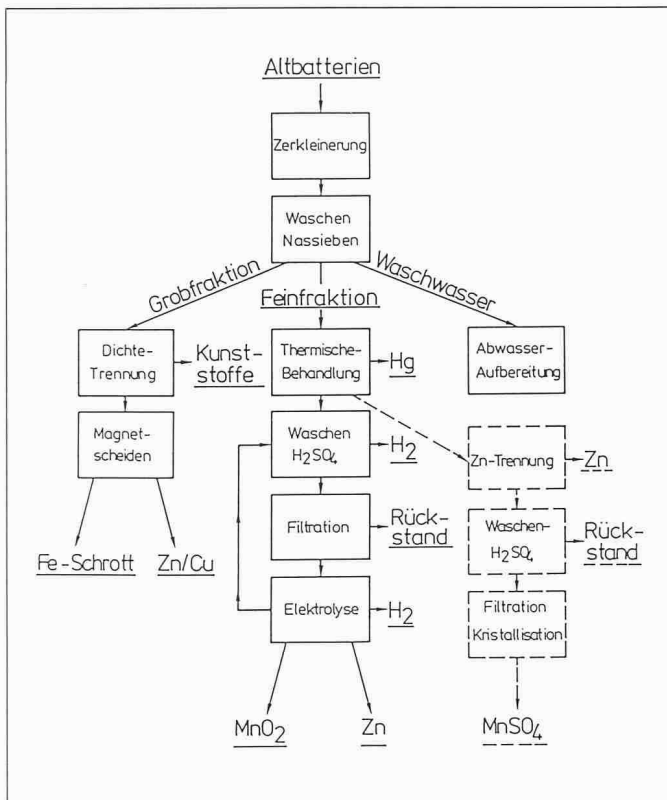 Altbatterien
Zerkleinerung
Waschen
Nassieben
Grobfraktion
Feinfraktion
Waschwasser
Dichte-
Trennung
Kunst-
stoffe
Thermische-
Behandlung
Hg
Abwasser-
Aufbereitung
Magnet-
scheiden
Waschen
H2SO4
H2
Zn-Trennung
Zn
Fe-Schrott
Zn/Cu
Filtration
Rück-
stand
Waschen-
H2SO4
Rück-
stand
Elektrolyse
H2
Filtration
Kristallisation
MnO2
Zn
MnSO4